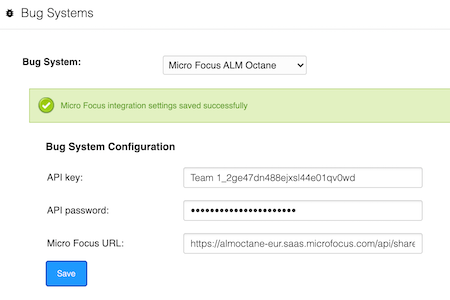 Bug Systems
Bug System: Micro Focus ALM Octane
Micro Focus integration settings saved successfully
Bug System Configuration
API key: Team 1_2ge47dn488ejxsl44e01qv0wd
API password: ••••••••••••••••••••••
Micro Focus URL: https://almoctane-eur.saas.microfocus.com/api/share
Save